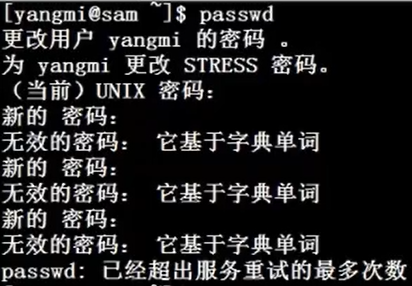 [yangmi@sam ~]$ passwd
更改用户 yangmi 的密码 。
为 yangmi 更改 STRESS 密码。
（当前）UNIX 密码：
新的 密码：
无效的密码： 它基于字典单词
新的 密码：
无效的密码： 它基于字典单词
新的 密码：
无效的密码： 它基于字典单词
passwd: 已经超出服务重试的最多次数